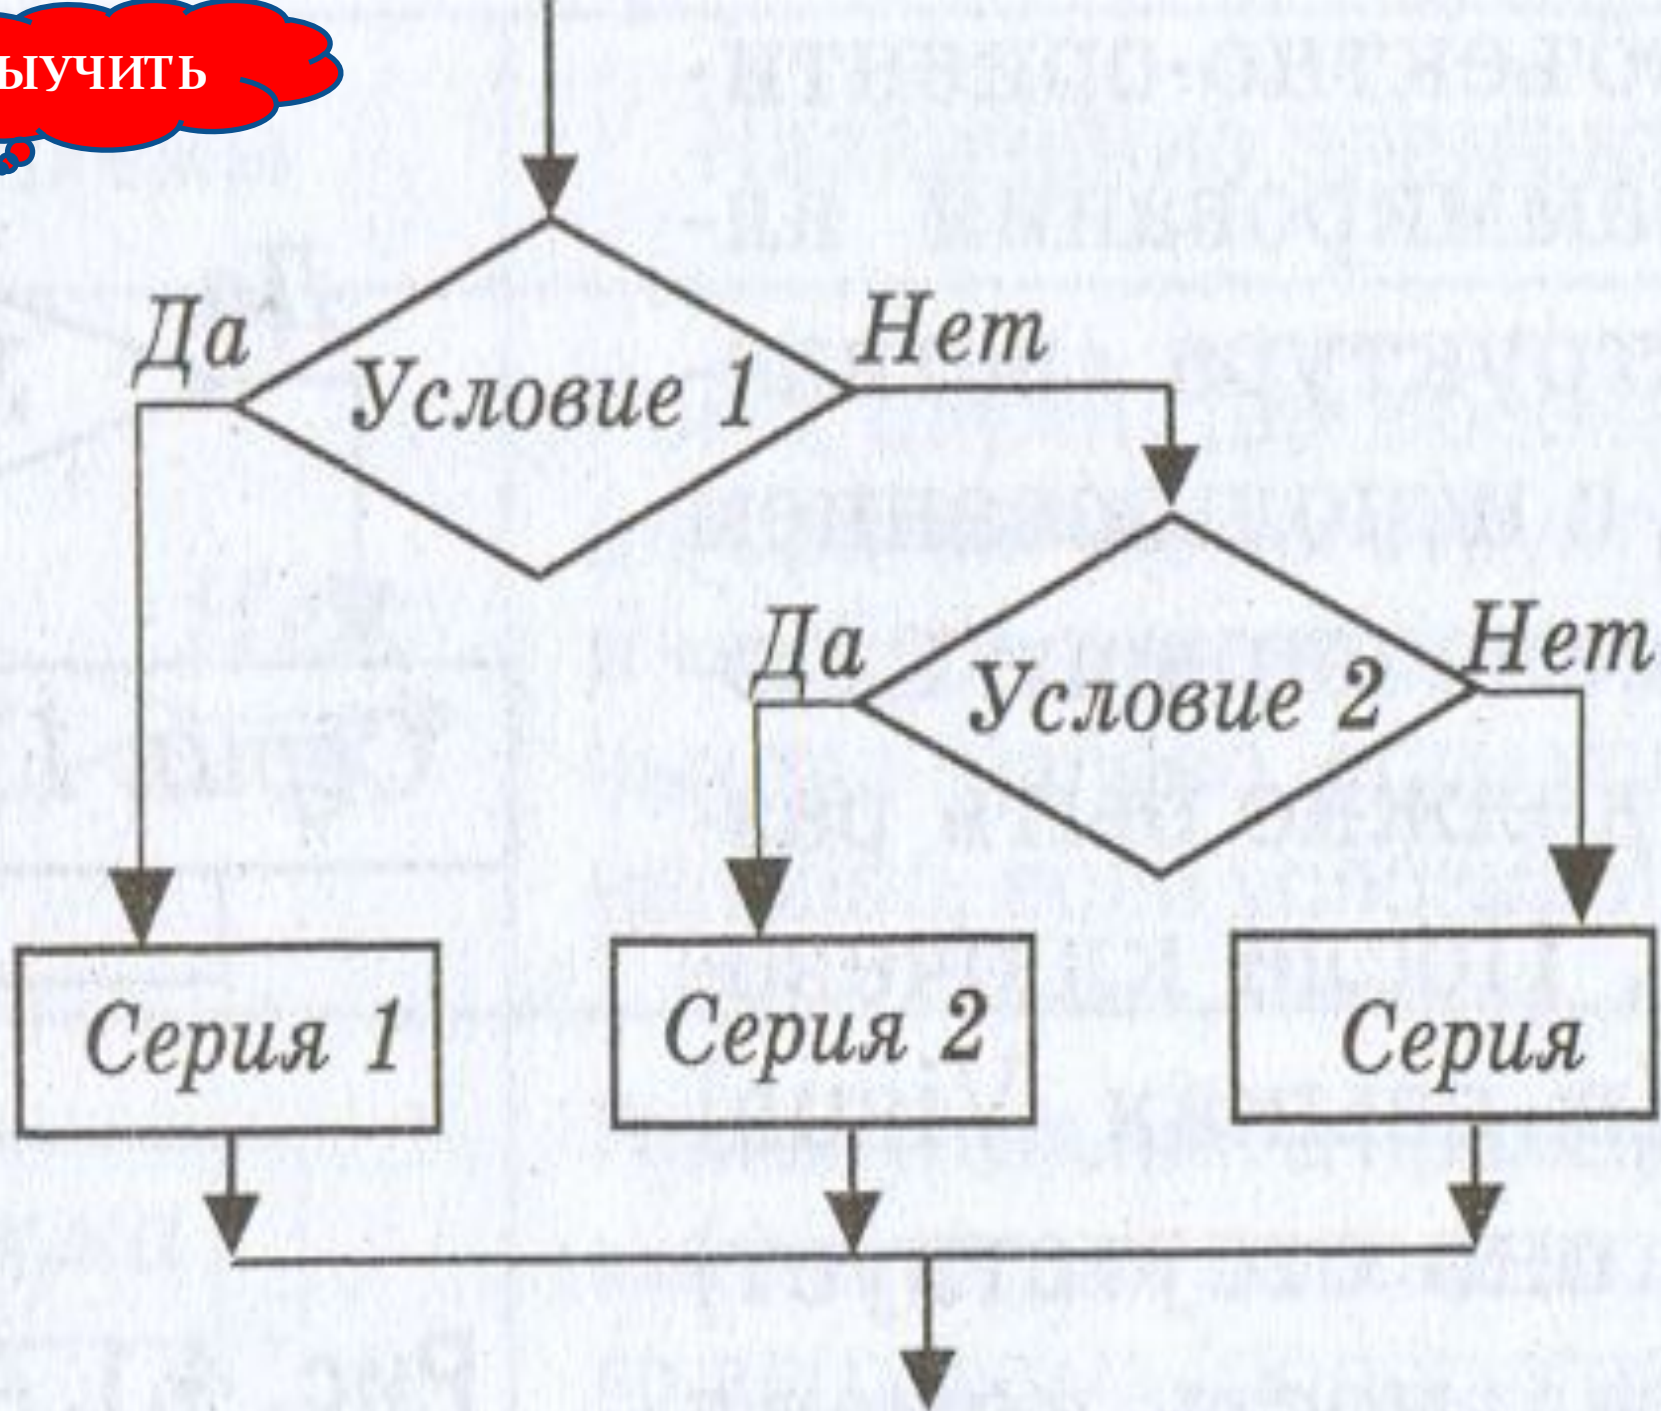 ЫУЧИТЬ
Да
Нет
Условие 1
Да
Нет
Условие 2
Серия 1
Серия 2
Серия